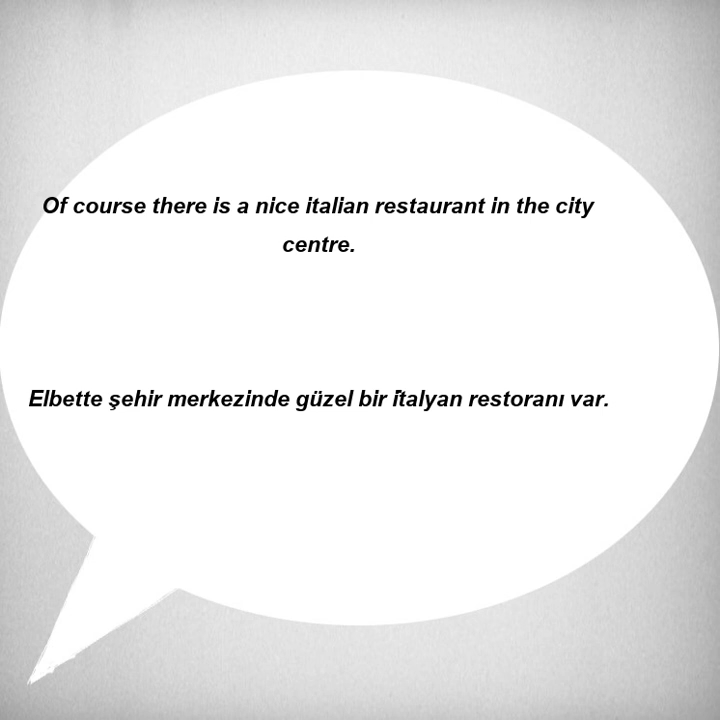 Of course there is a nice italian restaurant in the city
centre.
Elbette şehir merkezinde güzel bir i̇talyan restoranı var.